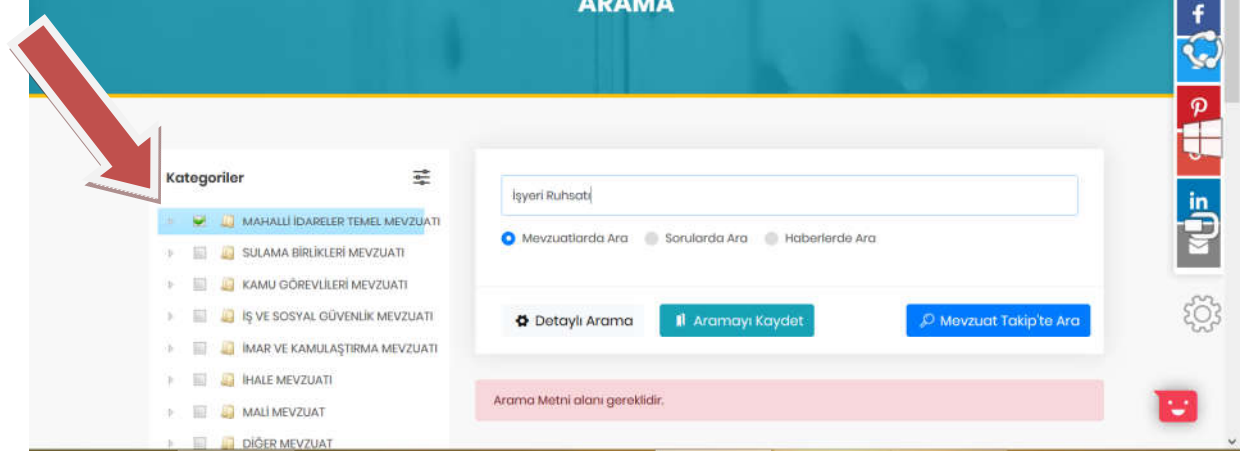 ARAMA
Kategoriler
MAHALLİ İDARELER TEMEL MEVZUATI
SULAMA BİRLİKLERİ MEVZUATI
KAMU GÖREVLİLERİ MEVZUATI
İŞ VE SOSYAL GÜVENLİK MEVZUATI
İMAR VE KAMULAŞTIRMA MEVZUATI
İHALE MEVZUATI
MALİ MEVZUAT
DİĞER MEVZUAT
İşyeri Ruhsatı
Mevzuatlarda Ara Sorularda Ara Haberlerde Ara
Detaylı Arama Aramayı Kaydet Mevzuat Takip'te Ara
Arama Metni alanı gereklidir.
f
in